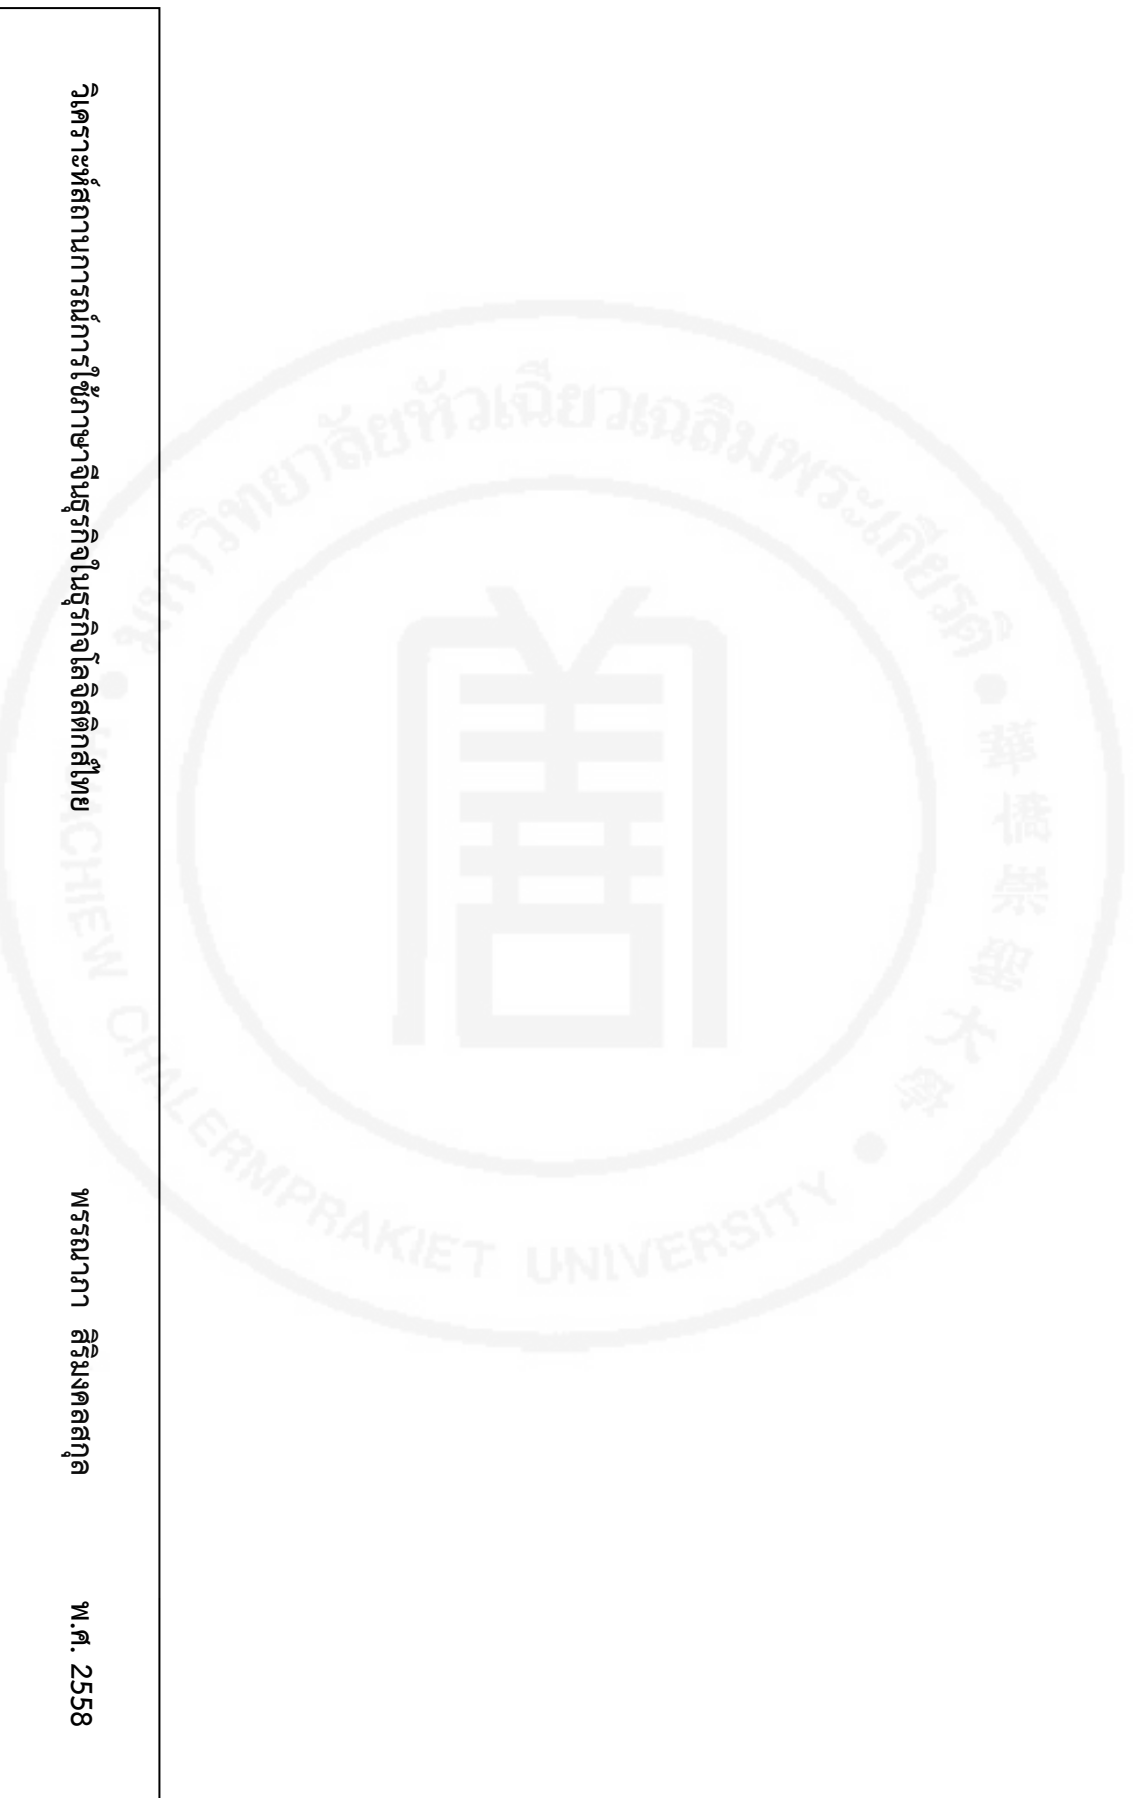 วิเคราะห์สถานการณ์การใช้ภาษาจีนธุรกิจในธุรกิจโลจิสติกส์ไทย
พรรณาภา สิริมงคลสกุล
พ.ศ. 2558
มหาวิทยาลัยหัวเฉียวเฉลิมพระเกียรติ
華僑崇聖大學
CHALERMPRAKIET UNIVERSITY